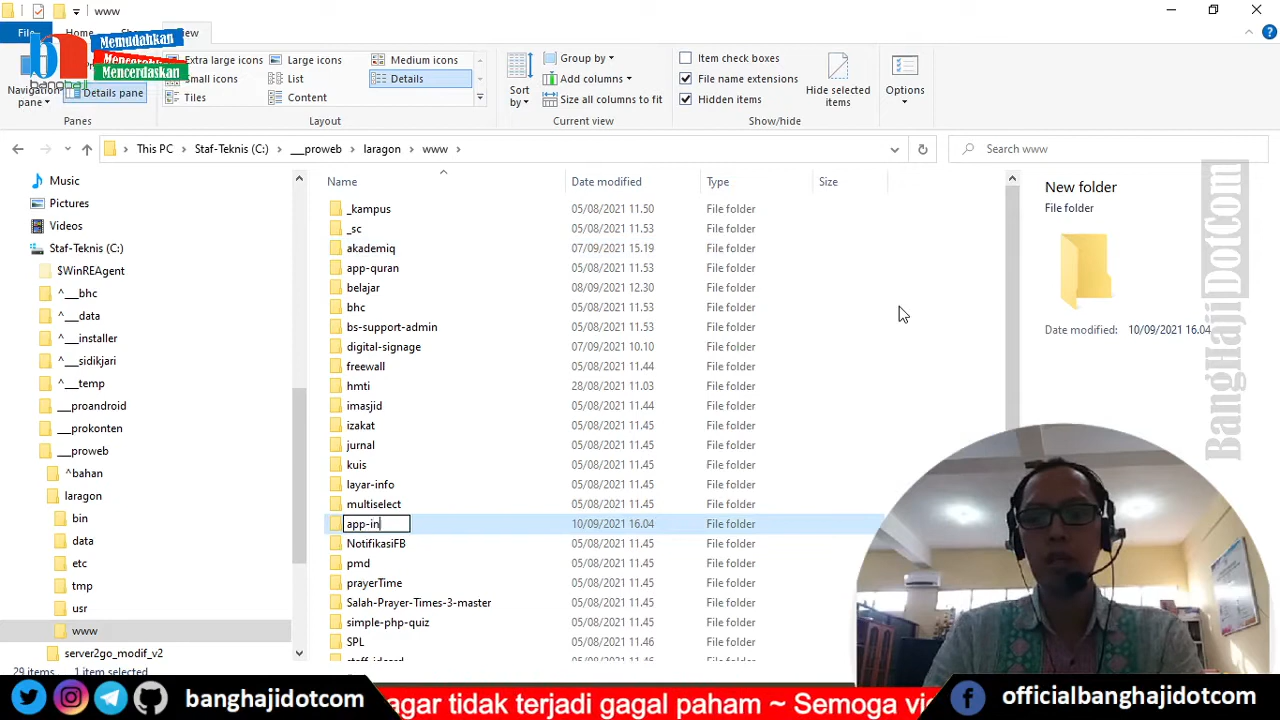 www
File
Home
View
Memudahkan
Mencerahkan
Mencerdaskan
banghaji
Extra large icons
Large icons
Medium icons
Small icons
List
Details
Tiles
Content
Navigation
pane
Details pane
Sort
by
Group by
Add columns
Size all columns to fit
Item check boxes
File name extensions
Hidden items
Hide selected
items
Options
Panes
Layout
Current view
Show/hide
This PC
Staf-Teknis (C:)
___proweb
laragon
www
Search www
Name
Date modified
Type
Size
Music
Pictures
Videos
Staf-Teknis (C:)
$WinREAgent
^___bhc
^___data
^___installer
^___sidikjari
^___temp
___proandroid
___prokonten
___proweb
^bahan
laragon
bin
data
etc
tmp
usr
www
server2go_modif_v2
_kampus 05/08/2021 11.50 File folder
_sc 05/08/2021 11.53 File folder
akademiq 07/09/2021 15.19 File folder
app-quran 05/08/2021 11.53 File folder
belajar 08/09/2021 12.30 File folder
bhc 05/08/2021 11.53 File folder
bs-support-admin 05/08/2021 11.53 File folder
digital-signage 07/09/2021 10.10 File folder
freewall 05/08/2021 11.44 File folder
hmti 28/08/2021 11.03 File folder
imasjid 05/08/2021 11.44 File folder
izakat 05/08/2021 11.45 File folder
jurnal 05/08/2021 11.45 File folder
kuis 05/08/2021 11.45 File folder
layar-info 05/08/2021 11.45 File folder
multiselect 05/08/2021 11.45 File folder
app-in 10/09/2021 16.04 File folder
NotifikasiFB 05/08/2021 11.45 File folder
pmd 05/08/2021 11.45 File folder
prayerTime 05/08/2021 11.45 File folder
Salah-Prayer-Times-3-master 05/08/2021 11.45 File folder
simple-php-quiz 05/08/2021 11.45 File folder
SPL 05/08/2021 11.46 File folder
New folder
File folder
Date modified: 10/09/2021 16.04
BangHaji DotCom
29 items
1 item selected
banghajidotcom
agar tidak terjadi gagal paham ~ Semoga vi
officialbanghajidotcom